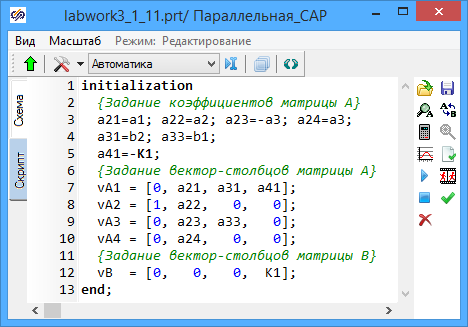 labwork3_1_11.prt/ Параллельная_САР
Вид Масштаб Режим: Редактирование
Автоматика
Схема
Скрипт
1 initialization
2 {Задание коэффициентов матрицы A}
3 a21=a1; a22=a2; a23=-a3; a24=a3;
4 a31=b2; a33=b1;
5 a41=-K1;
6 {Задание вектор-столбцов матрицы A}
7 vA1 = [0, a21, a31, a41];
8 vA2 = [1, a22, 0, 0];
9 vA3 = [0, a23, a33, 0];
10 vA4 = [0, a24, 0, 0];
11 {Задание вектор-столбцов матрицы B}
12 vB = [0, 0, 0, K1];
13 end;